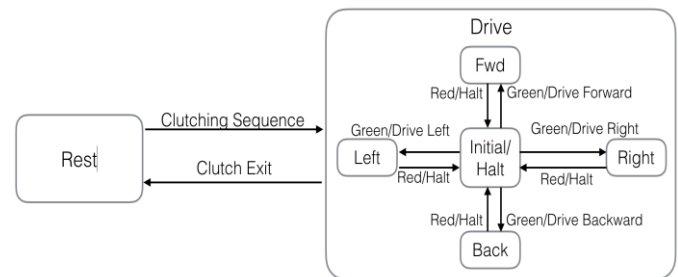 Drive
Fwd
Red/Halt
Green/Drive Forward
Clutching Sequence
Green/Drive Left
Green/Drive Right
Rest
Left
Initial/
Halt
Right
Clutch Exit
Red/Halt
Red/Halt
Red/Halt
Green/Drive Backward
Back